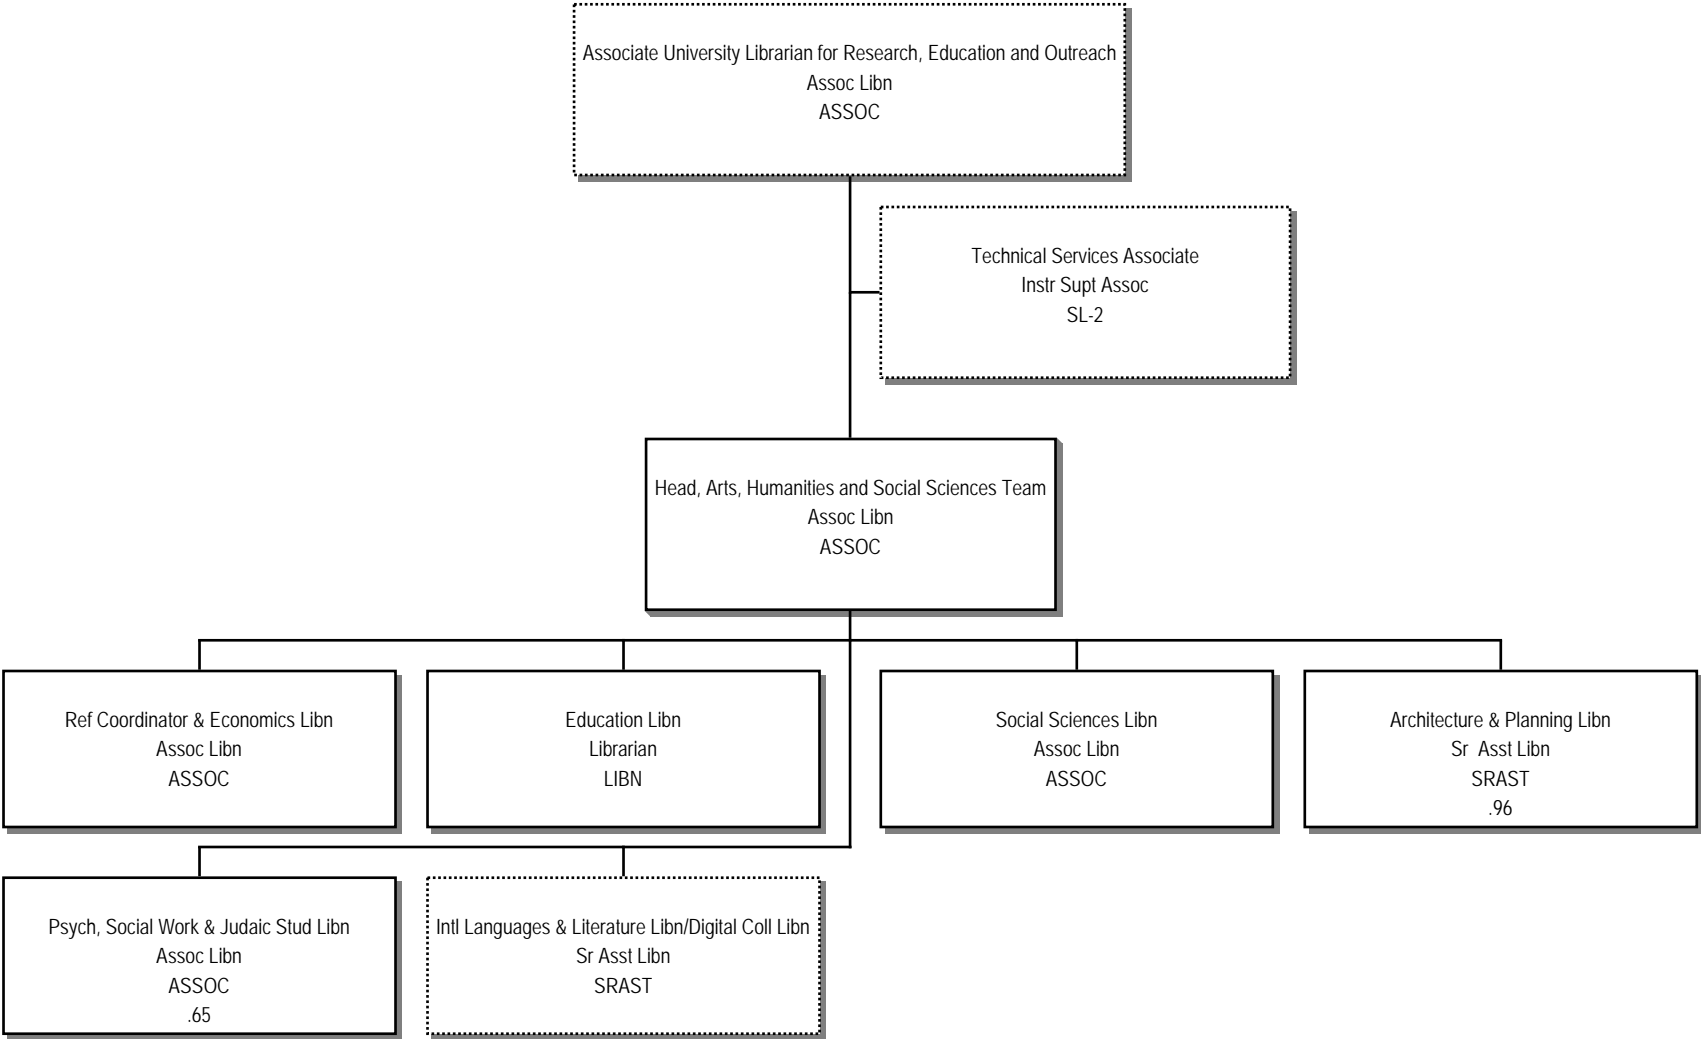 Associate University Librarian for Research, Education and Outreach
Assoc Libn
ASSOC
Technical Services Associate
Instr Supt Assoc
SL-2
Head, Arts, Humanities and Social Sciences Team
Assoc Libn
ASSOC
Ref Coordinator & Economics Libn
Assoc Libn
ASSOC
Education Libn
Librarian
LIBN
Social Sciences Libn
Assoc Libn
ASSOC
Architecture & Planning Libn
Sr Asst Libn
SRAST
.96
Psych, Social Work & Judaic Stud Libn
Assoc Libn
ASSOC
.65
Intl Languages & Literature Libn/Digital Coll Libn
Sr Asst Libn
SRAST